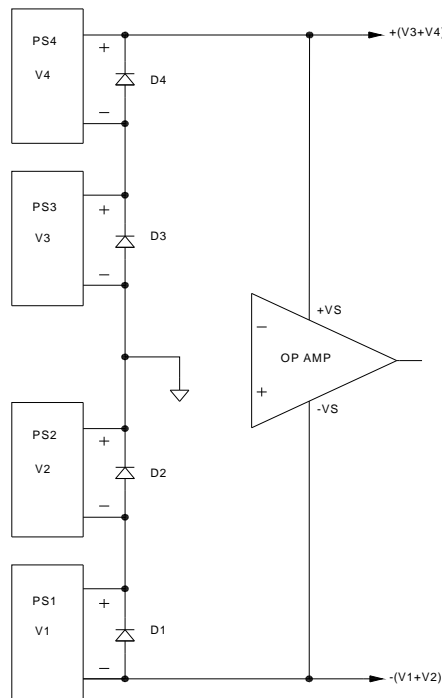 PS4
V4
+
−
D4
+(V3+V4)
PS3
V3
+
−
D3
+VS
−
OP AMP
+
-VS
PS2
V2
+
−
D2
PS1
V1
+
−
D1
-(V1+V2)